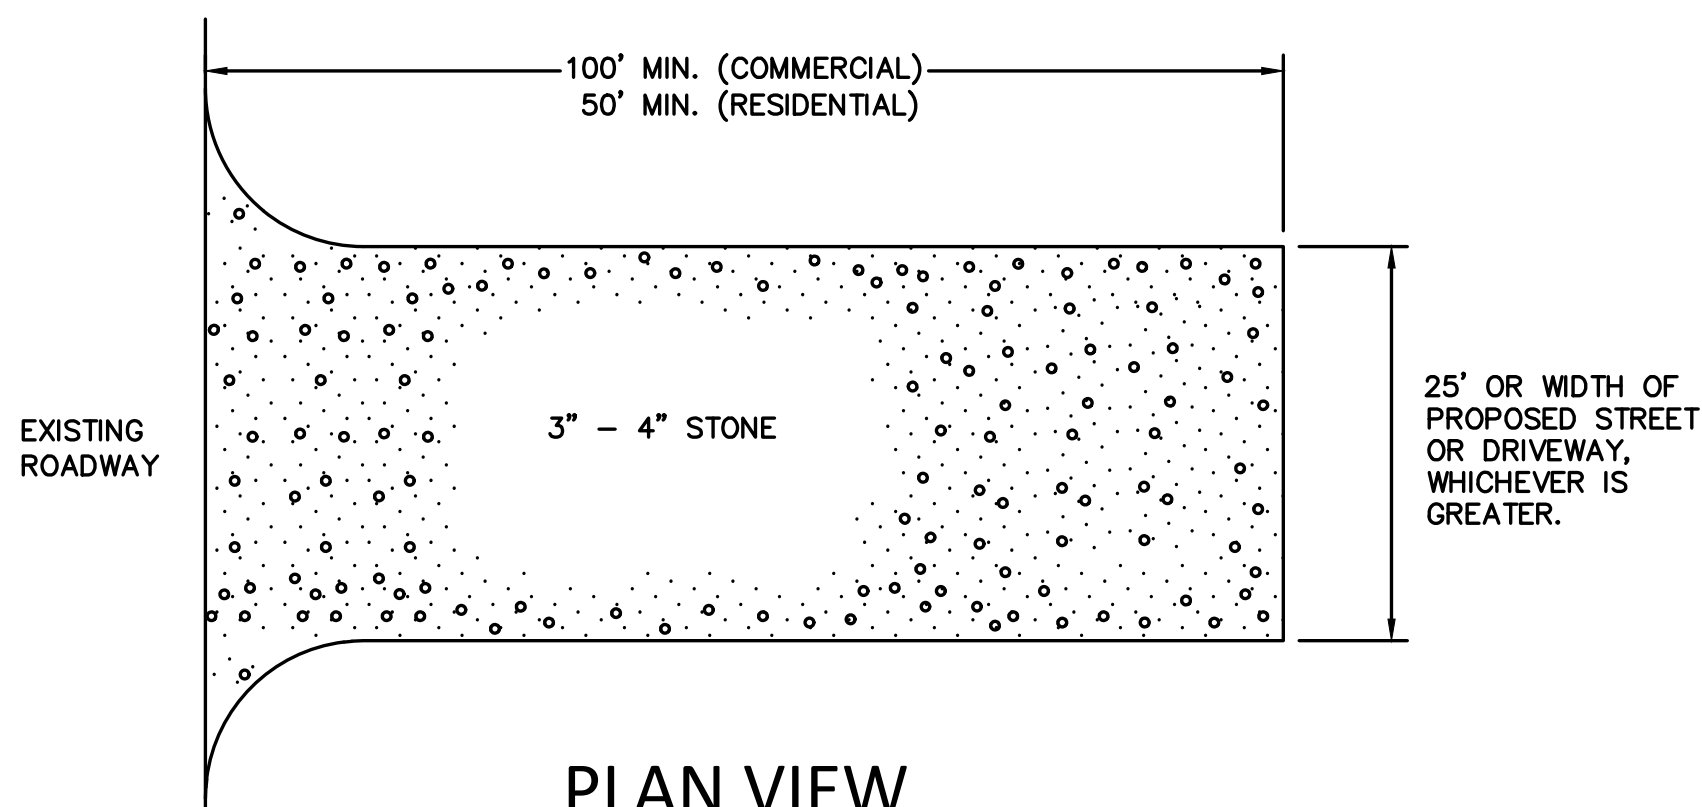 100' MIN. (COMMERCIAL)
50' MIN. (RESIDENTIAL)
EXISTING
ROADWAY
3" - 4" STONE
25' OR WIDTH OF
PROPOSED STREET
OR DRIVEWAY,
WHICHEVER IS
GREATER.
PLAN VIEW